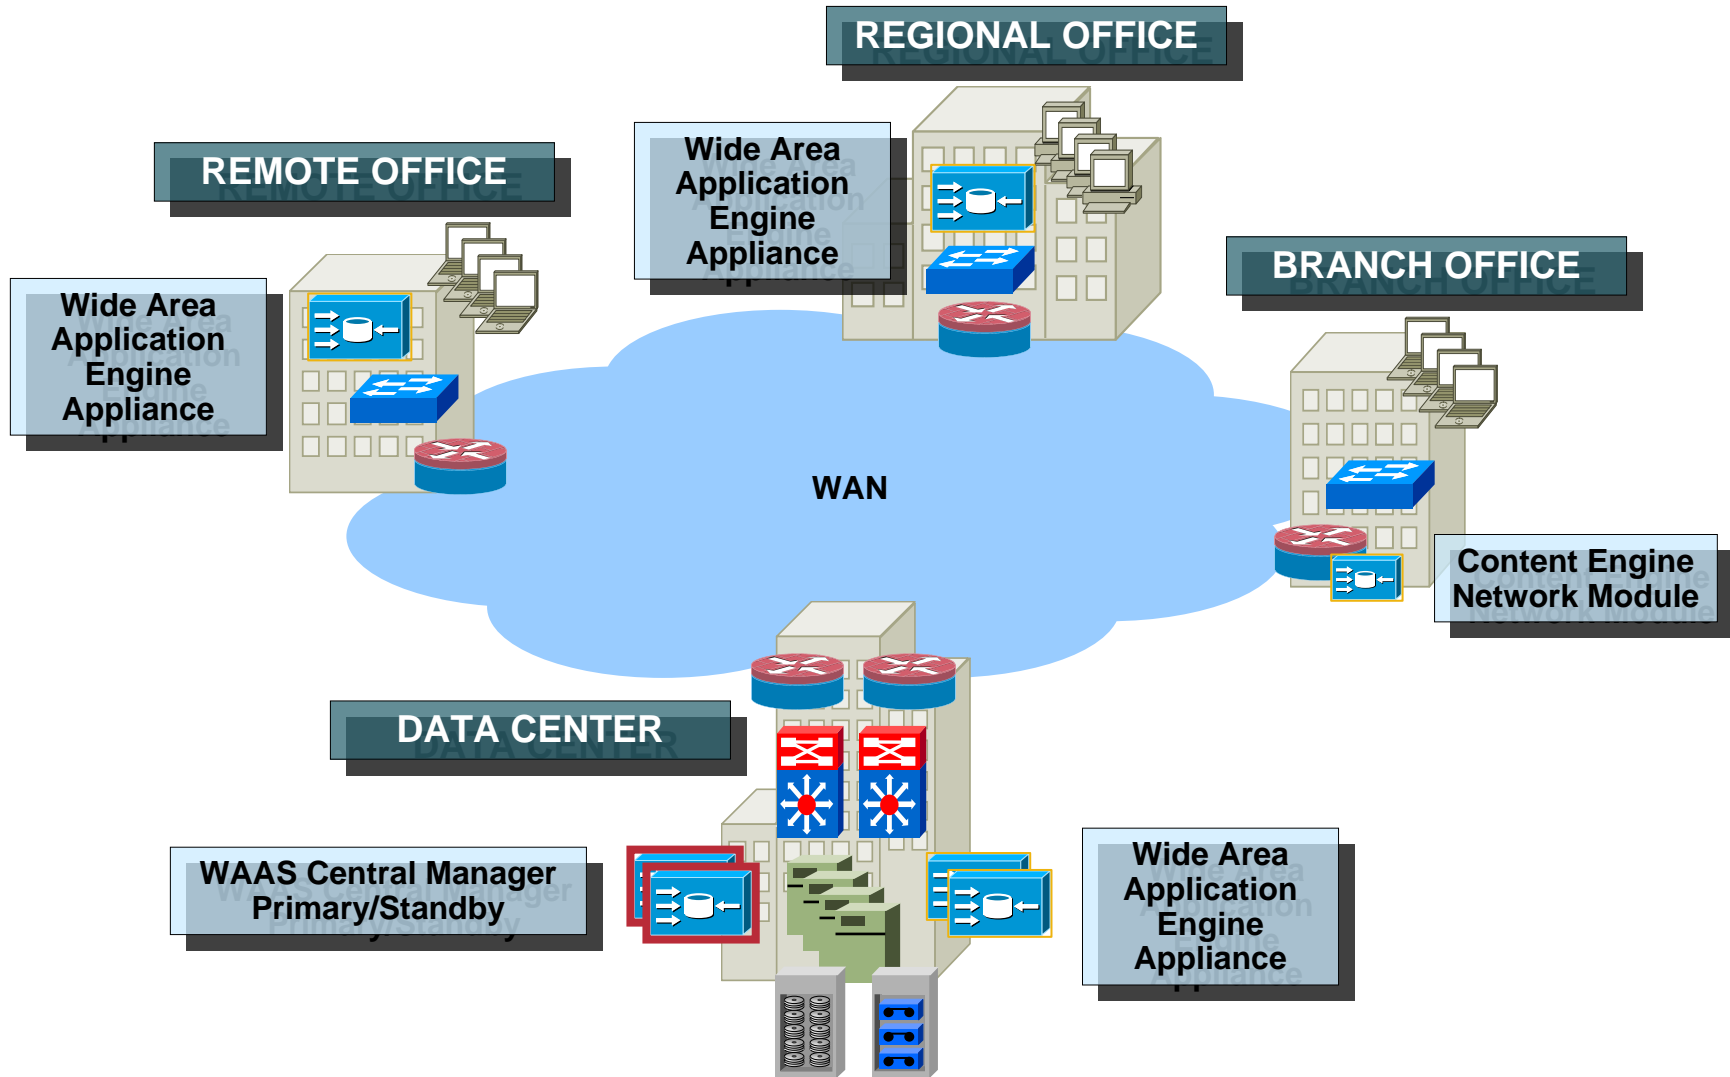 REGIONAL OFFICE
Wide Area
Application
Engine
Appliance
REMOTE OFFICE
Wide Area
Application
Engine
Appliance
BRANCH OFFICE
WAN
Content Engine
Network Module
DATA CENTER
WAAS Central Manager
Primary/Standby
Wide Area
Application
Engine
Appliance